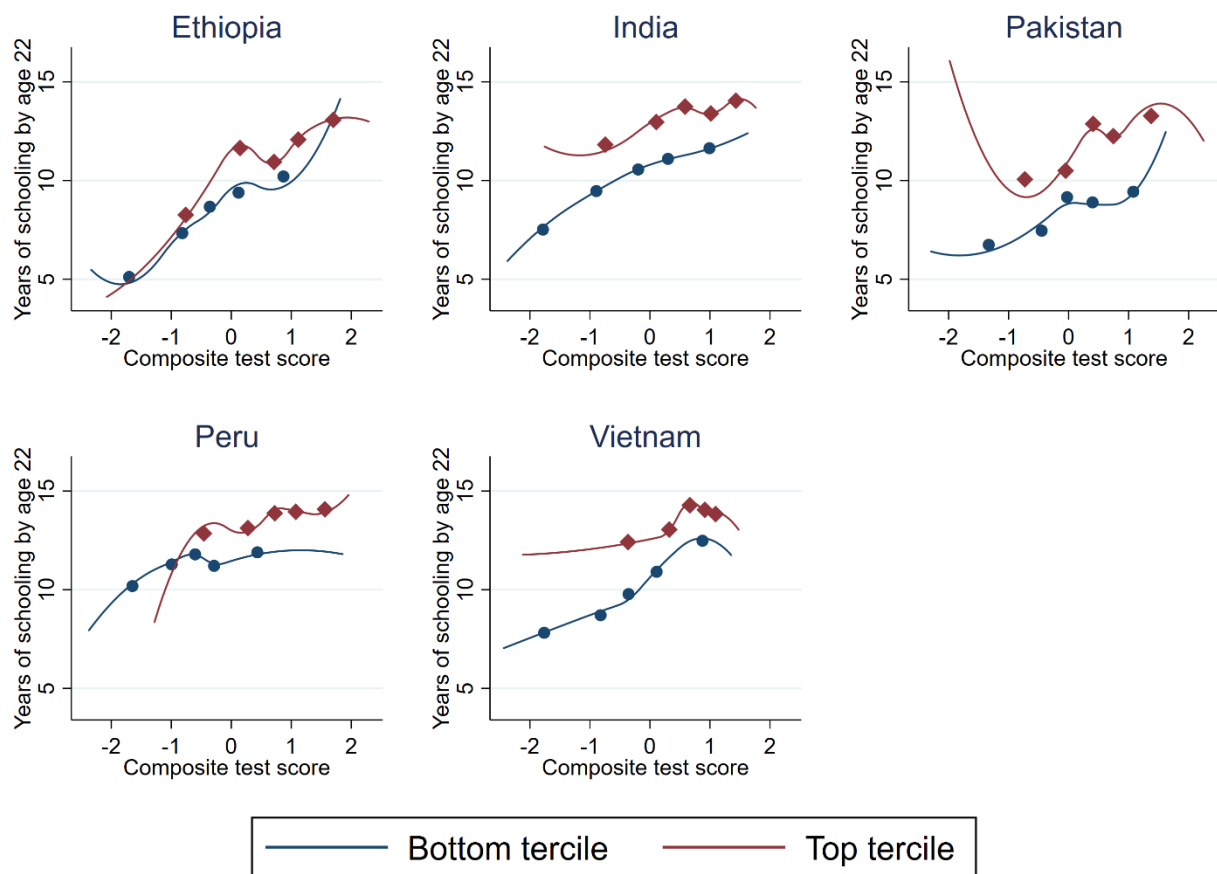 Ethiopia
Years of schooling by age 22
15
10
5
-2 -1 0 1 2
Composite test score
India
Years of schooling by age 22
15
10
5
-2 -1 0 1 2
Composite test score
Pakistan
Years of schooling by age 22
15
10
5
-2 -1 0 1 2
Composite test score
Peru
Years of schooling by age 22
15
10
5
-2 -1 0 1 2
Composite test score
Vietnam
Years of schooling by age 22
15
10
5
-2 -1 0 1 2
Composite test score
Bottom tercile Top tercile